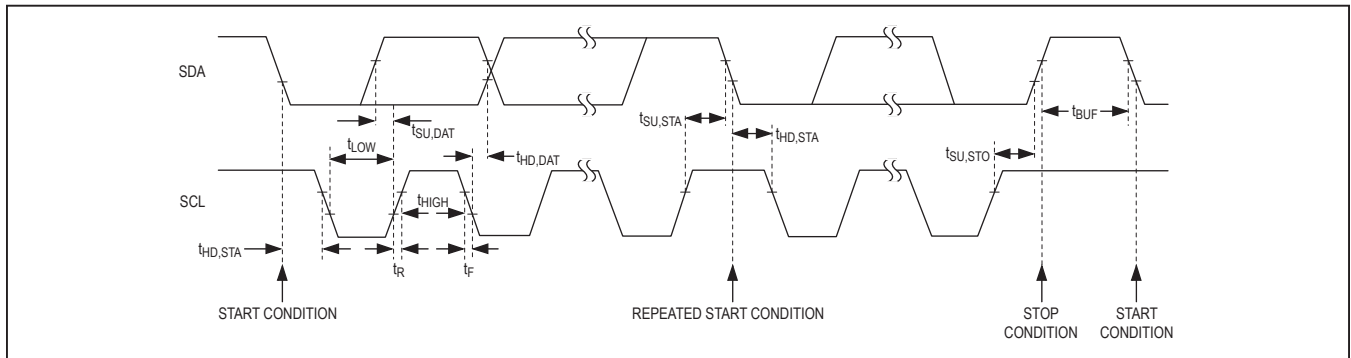 SDA
tSU,DAT
tLOW
tHD,DAT
tSU,STA
tHD,STA
tBUF
tSU,STO
SCL
tHIGH
tHD,STA
tR
tF
START CONDITION
REPEATED START CONDITION
STOP
CONDITION
START
CONDITION